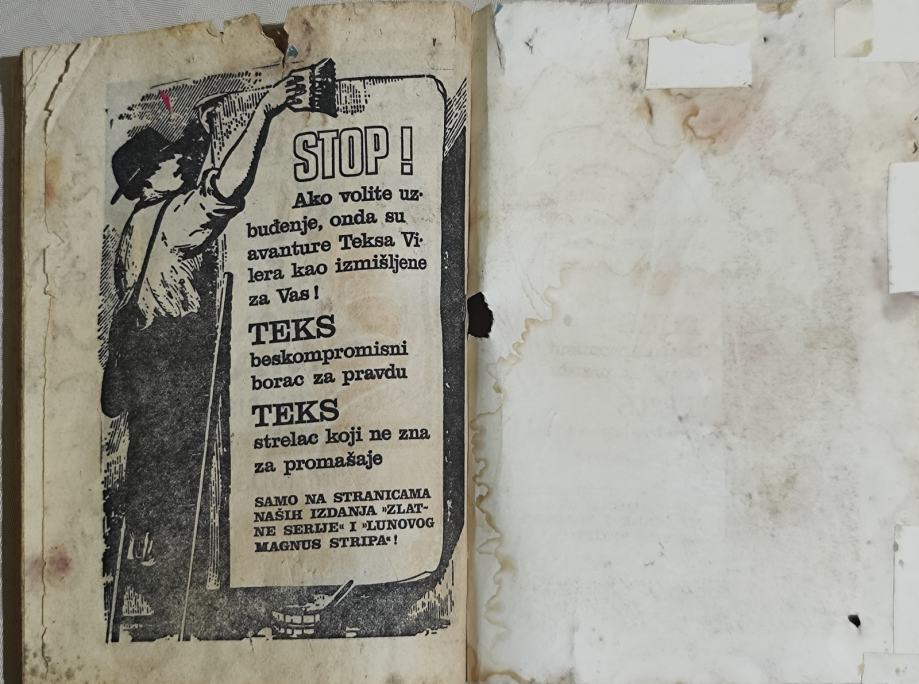 STOP!
Ako volite uz-
buđenje, onda su
avanture Teksa Vi-
lera kao izmišljene
za Vas!
TEKS
beskompromisni
borac za pravdu
TEKS
strelac koji ne zna
za promašaje
SAMO NA STRANICAMA
NAŠIH IZDANJA »ZLAT-
NE SERIJE« I »LUNOVOG
MAGNUS STRIPA«!